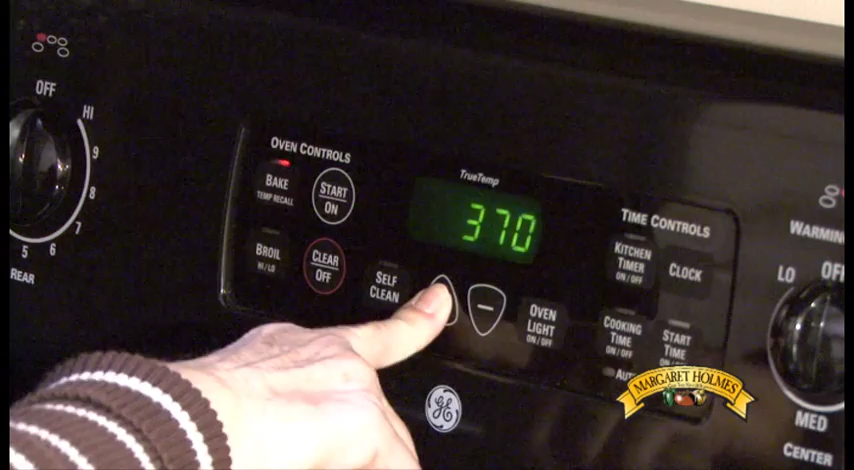 OFF
HI
9
8
7
6
5
REAR
OVEN CONTROLS
BAKE
TEMP RECALL
START
ON
BROIL
HI/LO
CLEAR
OFF
SELF
CLEAN
TrueTemp
370
−
OVEN
LIGHT
ON/OFF
TIME CONTROLS
KITCHEN
TIMER
ON/OFF
CLOCK
COOKING
TIME
ON/OFF
START
TIME
GE
MARGARET HOLMES
LO
MED
CENTER